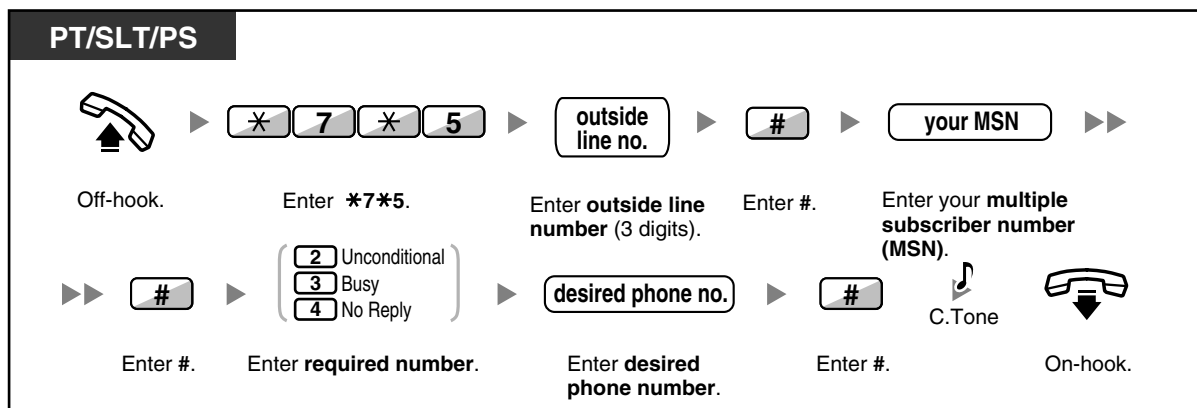 PT/SLT/PS
✳ 7 ✳ 5
outside
line no.
#
your MSN
Off-hook.
Enter ✳7✳5.
Enter outside line
number (3 digits).
Enter #.
Enter your multiple
subscriber number
(MSN).
#
2 Unconditional
3 Busy
4 No Reply
desired phone no.
#
C.Tone
Enter #.
Enter required number.
Enter desired
phone number.
Enter #.
On-hook.